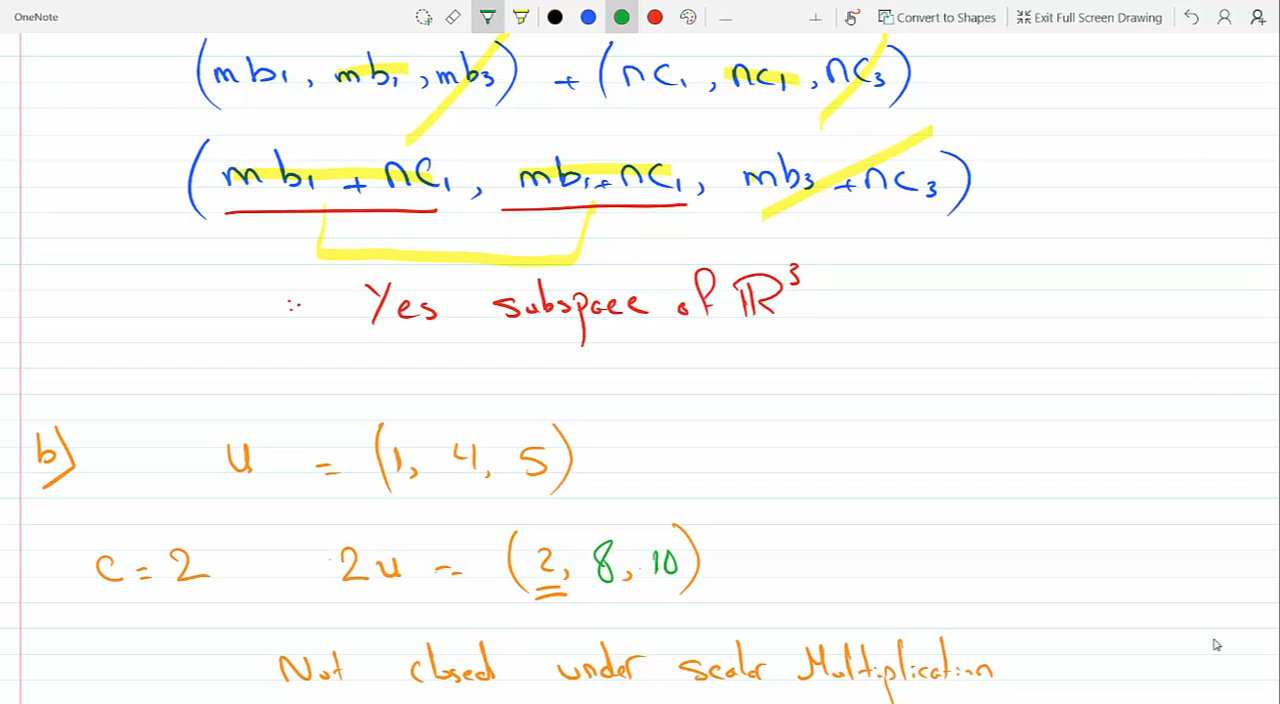 OneNote
Convert to Shapes
Exit Full Screen Drawing
(mb₁, mb₁, mb₃) + (nc₁, nc₁, nc₃)
(mb₁ + nc₁, mb₁ + nc₁, mb₃ + nc₃)
∴ Yes subspace of ℝ³
b) u = (1, 4, 5)
c = 2 2u = (2, 8, 10)
Not closed under scalar Multiplication